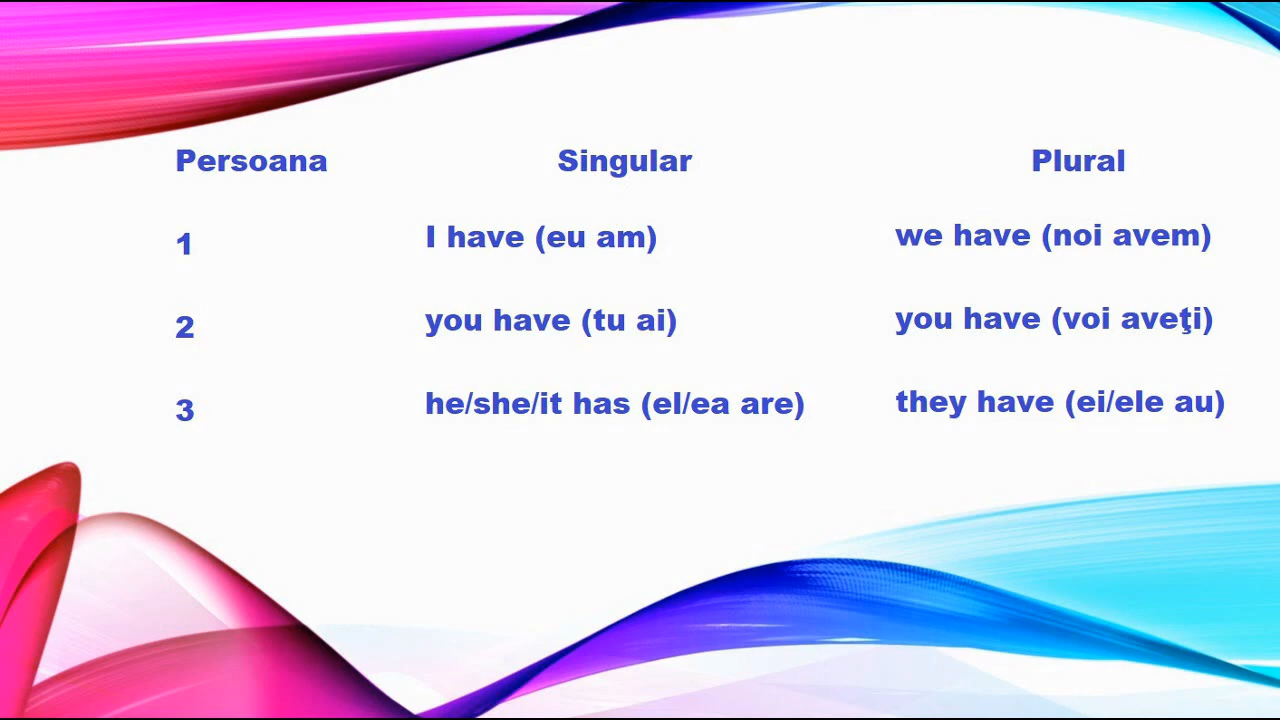 Persoana Singular Plural
1 I have (eu am) we have (noi avem)
2 you have (tu ai) you have (voi aveţi)
3 he/she/it has (el/ea are) they have (ei/ele au)